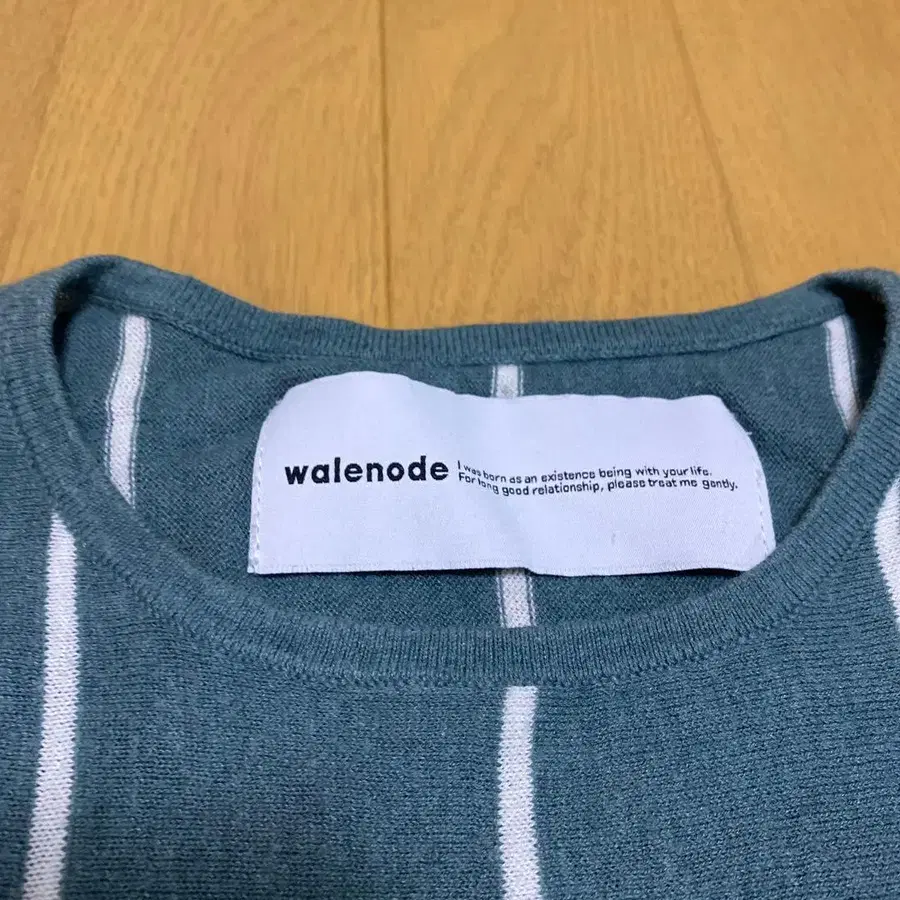 walenode
I was born as an existence being with your life.
For long good relationship, please treat me gently.